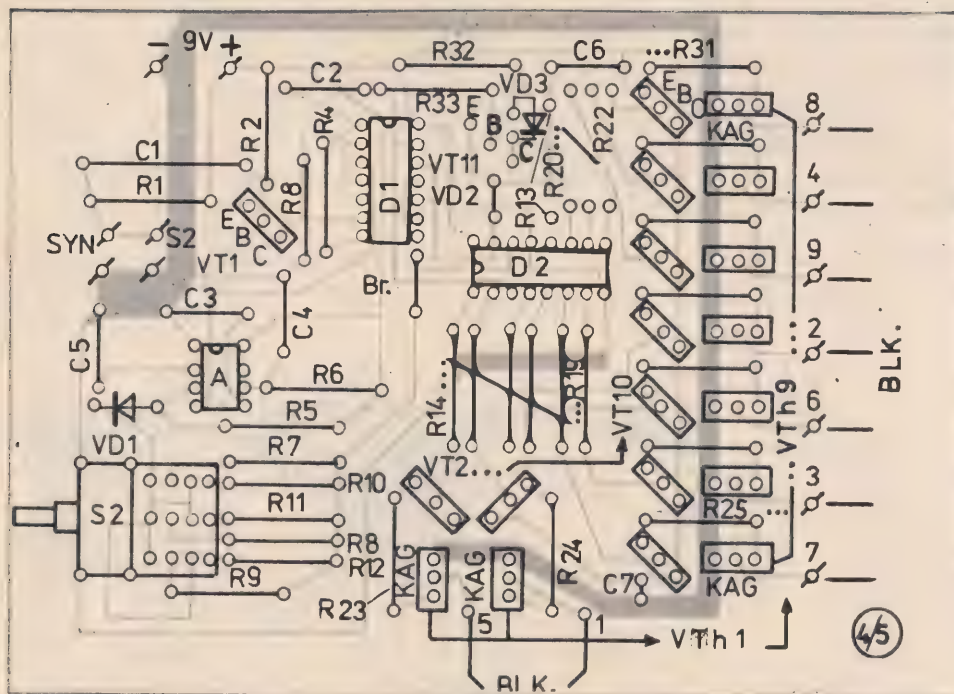 - 9V +
R32
C6
...R31
C2
VD3
R33
E
B
C
E
B
KAG
8
R2
R4
R22
C1
VT11
R20...
4
R1
R8
D1
VD2
R13
E
B
C
SYN
S2
VT1
D2
9
Br.
C3
C4
2
...
C5
A
R6
R14...
...R19
VT10
BLK.
R5
VTh9
6
VD1
R7
VT2...
...
3
S2
R10
R11
R25...
R8
R12
R24
KAG
KAG
C7
KAG
7
R9
R23
5
1
VTh1
4/5
BLK.